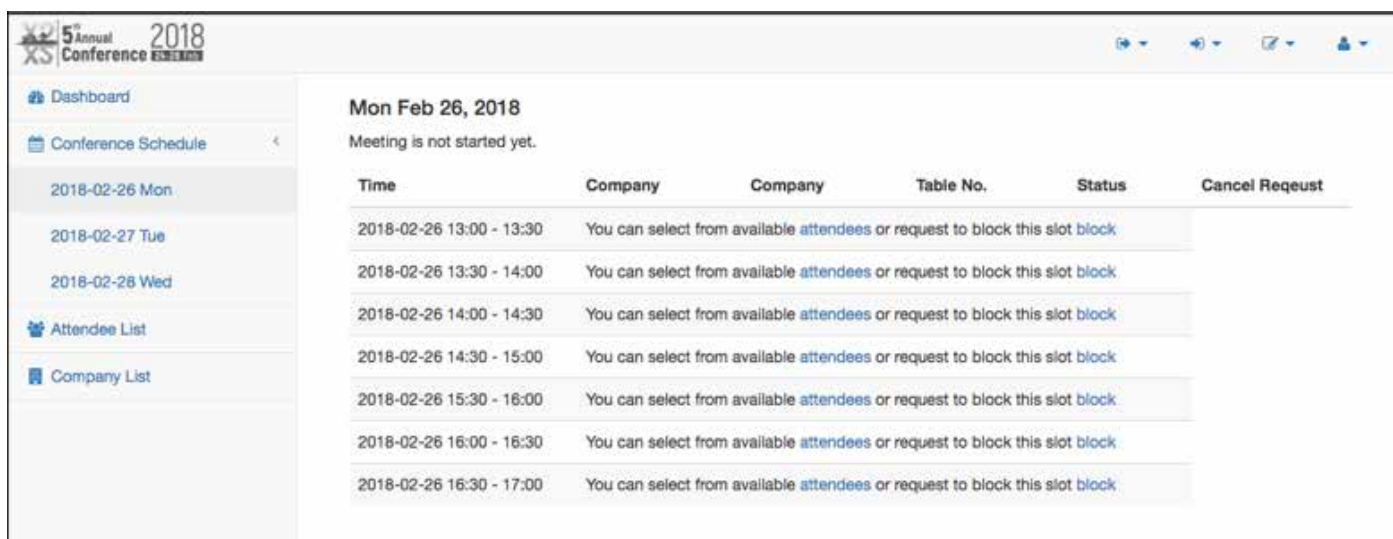 X2 5th Annual 2018
XS Conference 24-28 Feb
Dashboard
Conference Schedule
2018-02-26 Mon
2018-02-27 Tue
2018-02-28 Wed
Attendee List
Company List
Mon Feb 26, 2018
Meeting is not started yet.
Time Company Company Table No. Status Cancel Reqeust
2018-02-26 13:00 - 13:30 You can select from available attendees or request to block this slot block
2018-02-26 13:30 - 14:00 You can select from available attendees or request to block this slot block
2018-02-26 14:00 - 14:30 You can select from available attendees or request to block this slot block
2018-02-26 14:30 - 15:00 You can select from available attendees or request to block this slot block
2018-02-26 15:30 - 16:00 You can select from available attendees or request to block this slot block
2018-02-26 16:00 - 16:30 You can select from available attendees or request to block this slot block
2018-02-26 16:30 - 17:00 You can select from available attendees or request to block this slot block